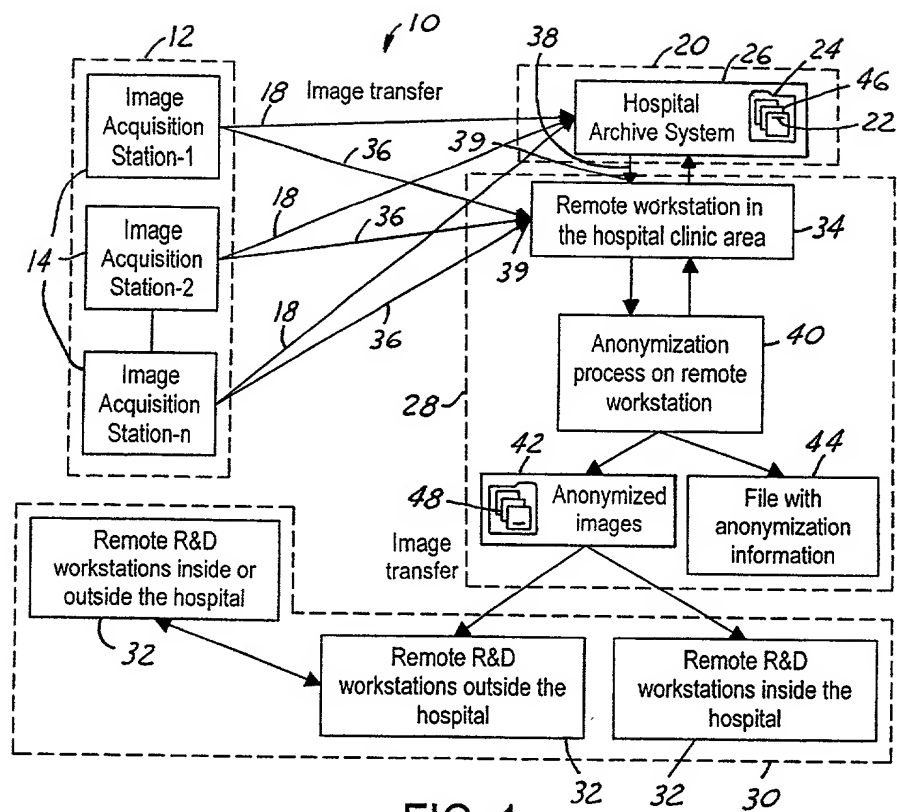 10
12
38
20
26
24
46
22
Image
Acquisition
Station-1
18
Image transfer
36
39
Hospital
Archive System
Image
Acquisition
Station-2
14
18
36
39
Remote workstation in
the hospital clinic area
34
Image
Acquisition
Station-n
18
36
28
Anonymization
process on remote
workstation
40
42
44
48
Anonymized
images
File with
anonymization
information
Image
transfer
Remote R&D
workstations inside or
outside the hospital
32
Remote R&D
workstations outside the
hospital
32
Remote R&D
workstations inside the
hospital
32
30